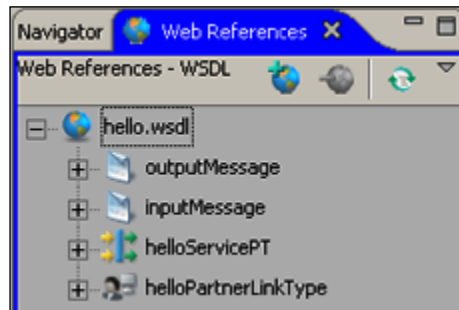 Navigator Web References
Web References - WSDL
hello.wsdl
outputMessage
inputMessage
helloServicePT
helloPartnerLinkType